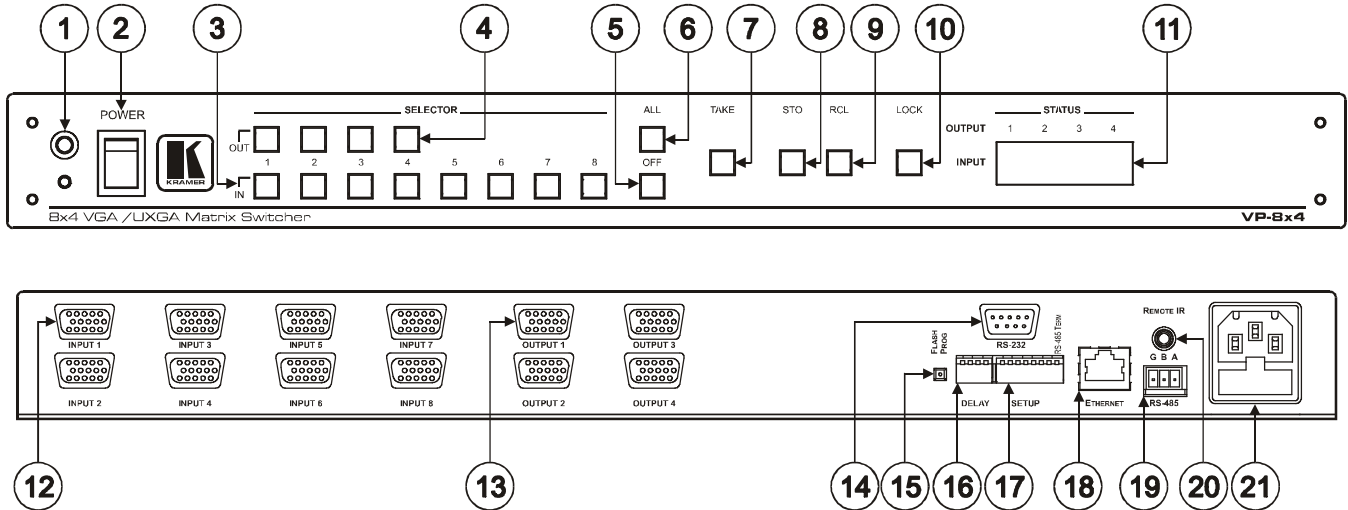 1 2 3 4 5 6 7 8 9 10 11
POWER
SELECTOR
ALL TAKE STO RCL LOCK STATUS
OUTPUT 1 2 3 4
OUT
1 2 3 4 5 6 7 8 OFF
INPUT
K
KRAMER
IN
8x4 VGA /UXGA Matrix Switcher
VP-8x4
INPUT 1 INPUT 3 INPUT 5 INPUT 7 OUTPUT 1 OUTPUT 3
INPUT 2 INPUT 4 INPUT 6 INPUT 8 OUTPUT 2 OUTPUT 4
FLASH
PROG
RS-232
RS-485 TERM
DELAY SETUP
ETHERNET
REMOTE IR
G B A
RS-485
12 13 14 15 16 17 18 19 20 21